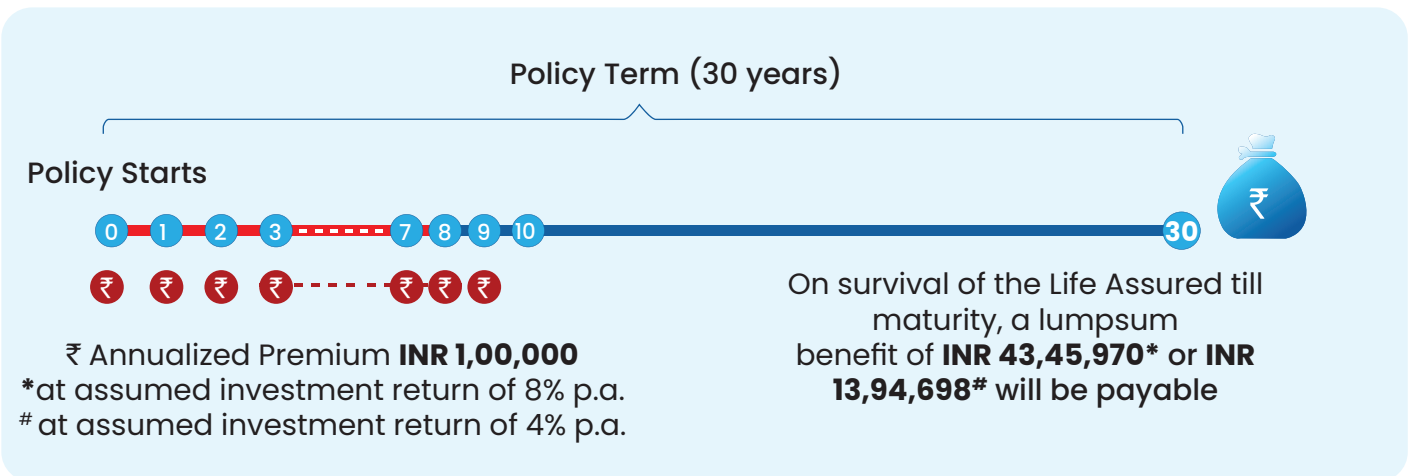 Policy Term (30 years)
Policy Starts
0 1 2 3 7 8 9 10 30
₹
₹ ₹ ₹ ₹ ₹ ₹ ₹
₹ Annualized Premium INR 1,00,000
*at assumed investment return of 8% p.a.
# at assumed investment return of 4% p.a.
On survival of the Life Assured till
maturity, a lumpsum
benefit of INR 43,45,970* or INR
13,94,698# will be payable